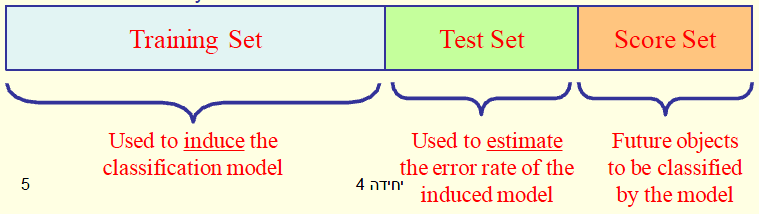 Training Set
Test Set
Score Set
Used to induce the
classification model
Used to estimate
the error rate of the
induced model
Future objects
to be classified
by the model
5
יחידה 4